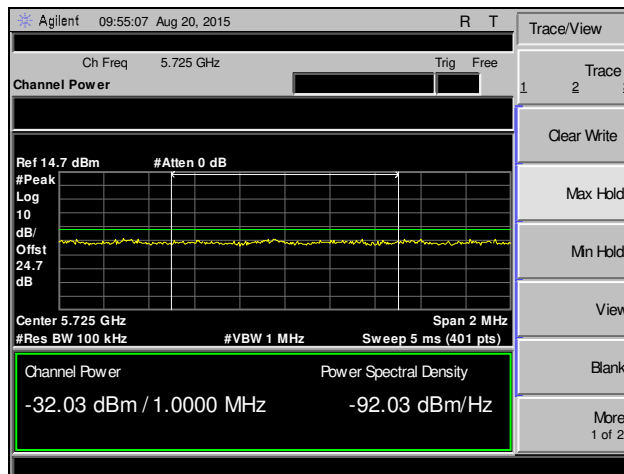 Agilent 09:55:07 Aug 20, 2015 R T
Trace/View
Ch Freq 5.725 GHz Trig Free
Channel Power
Trace
1 2
Clear Write
Ref 14.7 dBm #Atten 0 dB
#Peak
Log
10
dB/
Offst
24.7
dB
Max Hold
Min Hold
Center 5.725 GHz Span 2 MHz
#Res BW 100 kHz #VBW 1 MHz Sweep 5 ms (401 pts)
View
Channel Power Power Spectral Density
-32.03 dBm / 1.0000 MHz -92.03 dBm/Hz
Blank
More
1 of 2